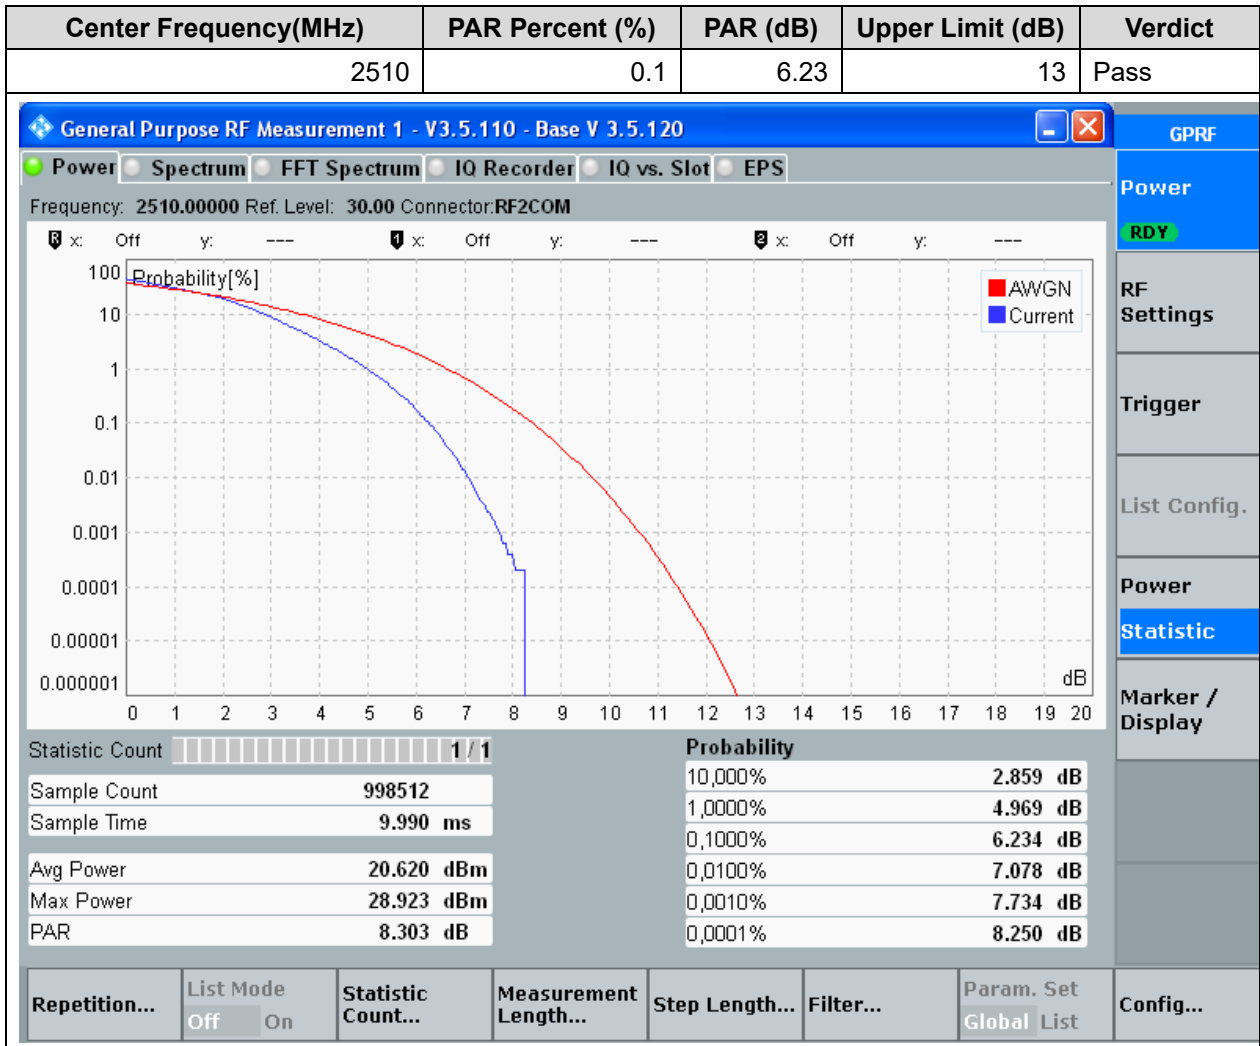 Center Frequency(MHz) PAR Percent (%) PAR (dB) Upper Limit (dB) Verdict
2510 0.1 6.23 13 Pass
General Purpose RF Measurement 1 - V3.5.110 - Base V 3.5.120
GPRF
Power Spectrum FFT Spectrum IQ Recorder IQ vs. Slot EPS
Frequency: 2510.00000 Ref. Level: 30.00 Connector:RF2COM
R x: Off y: --- 1 x: Off y: --- 2 x: Off y: ---
Probability[%]
AWGN
Current
100
10
1
0.1
0.01
0.001
0.0001
0.00001
0.000001
dB
0 1 2 3 4 5 6 7 8 9 10 11 12 13 14 15 16 17 18 19 20
Power
RDY
RF
Settings
Trigger
List Config.
Power
Statistic
Marker /
Display
Statistic Count 1 / 1
Sample Count 998512
Sample Time 9.990 ms
Avg Power 20.620 dBm
Max Power 28.923 dBm
PAR 8.303 dB
Probability
10,000% 2.859 dB
1,0000% 4.969 dB
0,1000% 6.234 dB
0,0100% 7.078 dB
0,0010% 7.734 dB
0,0001% 8.250 dB
Repetition...
List Mode
Off On
Statistic
Count...
Measurement
Length...
Step Length...
Filter...
Param. Set
Global List
Config...